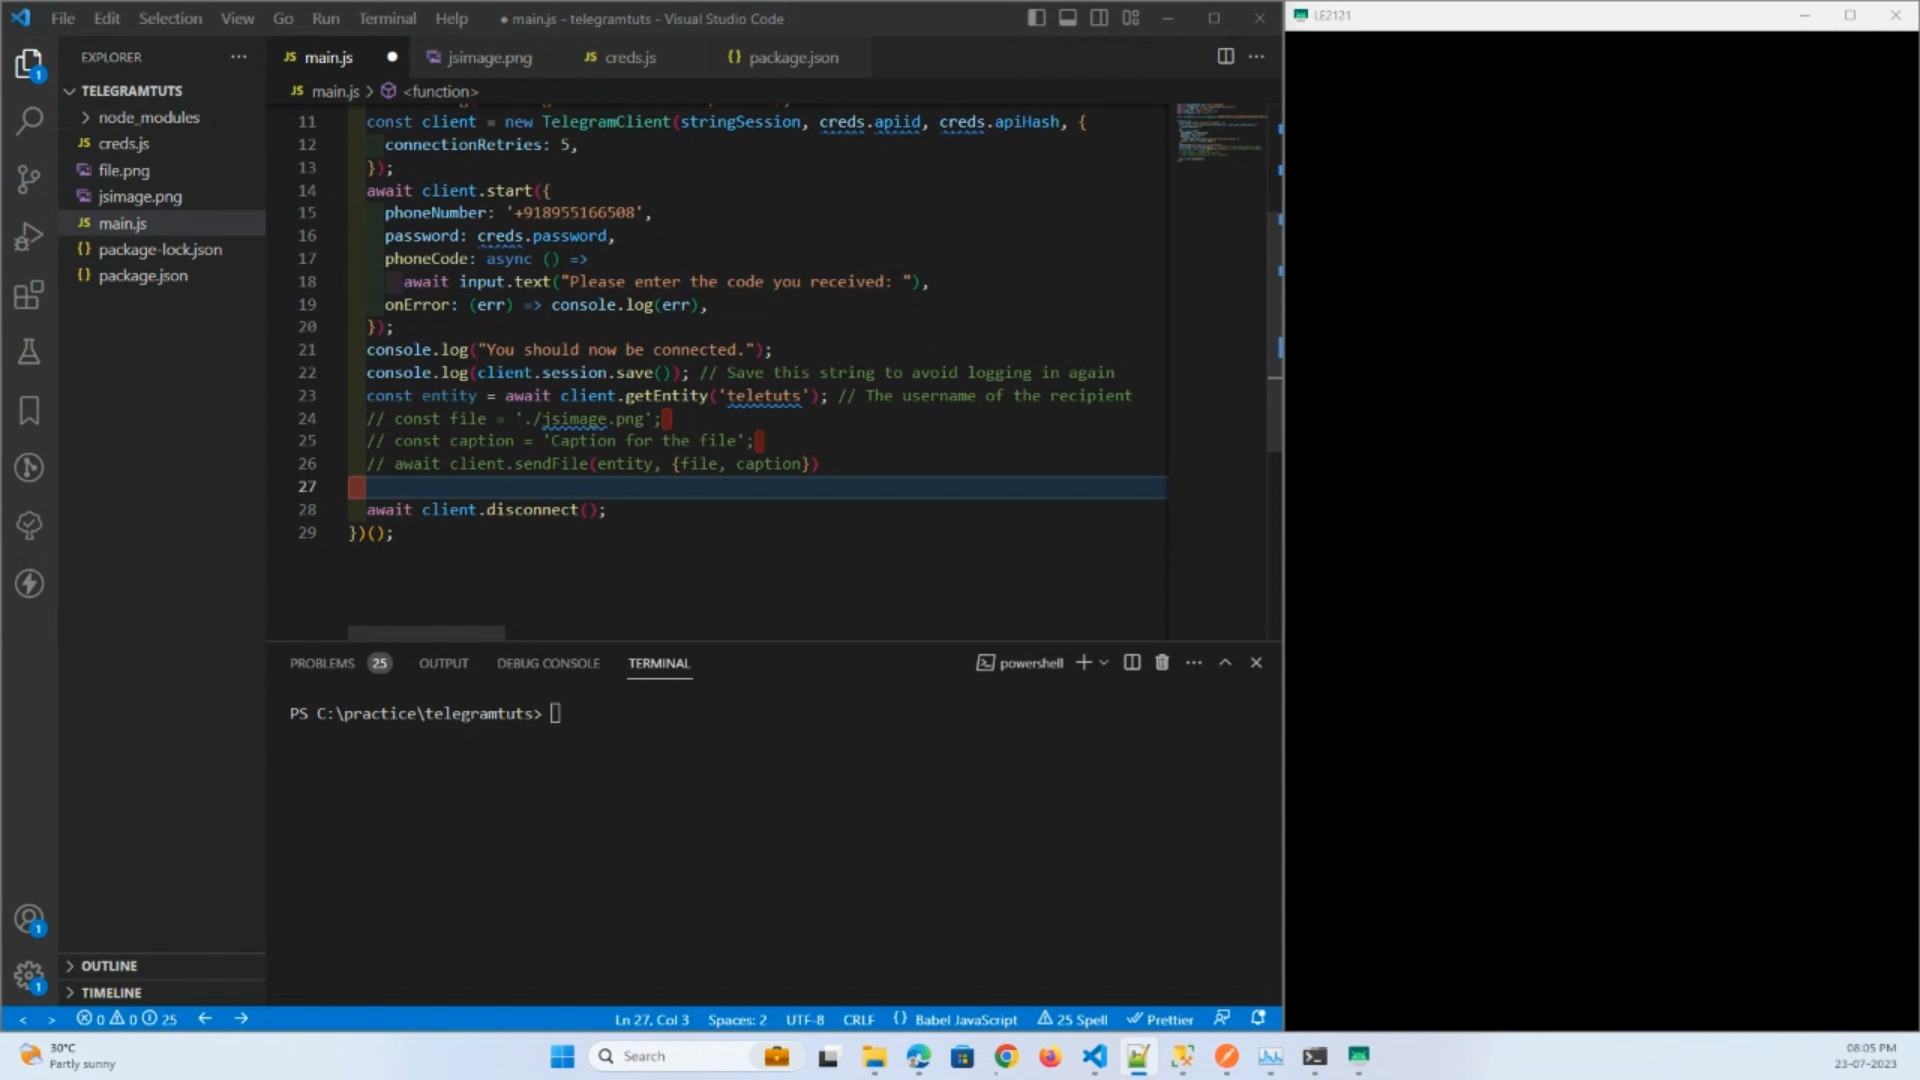 File Edit Selection View Go Run Terminal Help ● main.js - telegramtuts - Visual Studio Code
LE2121
EXPLORER
JS main.js
jsimage.png
JS creds.js
{} package.json
JS main.js > <function>
TELEGRAMTUTS
> node_modules
JS creds.js
file.png
jsimage.png
JS main.js
{} package-lock.json
{} package.json
11 const client = new TelegramClient(stringSession, creds.apiid, creds.apiHash, {
12 connectionRetries: 5,
13 });
14 await client.start({
15 phoneNumber: '+918955166508',
16 password: creds.password,
17 phoneCode: async () =>
18 await input.text("Please enter the code you received: "),
19 onError: (err) => console.log(err),
20 });
21 console.log("You should now be connected.");
22 console.log(client.session.save()); // Save this string to avoid logging in again
23 const entity = await client.getEntity('teletuts'); // The username of the recipient
24 // const file = './jsimage.png';
25 // const caption = 'Caption for the file';
26 // await client.sendFile(entity, {file, caption})
27
28 await client.disconnect();
29 })();
PROBLEMS 25 OUTPUT DEBUG CONSOLE TERMINAL
powershell
PS C:\practice\telegramtuts>
> OUTLINE
> TIMELINE
0 0 25
Ln 27, Col 3 Spaces: 2 UTF-8 CRLF {} Babel JavaScript 25 Spell Prettier
30°C
Partly sunny
Search
08:05 PM
23-07-2023